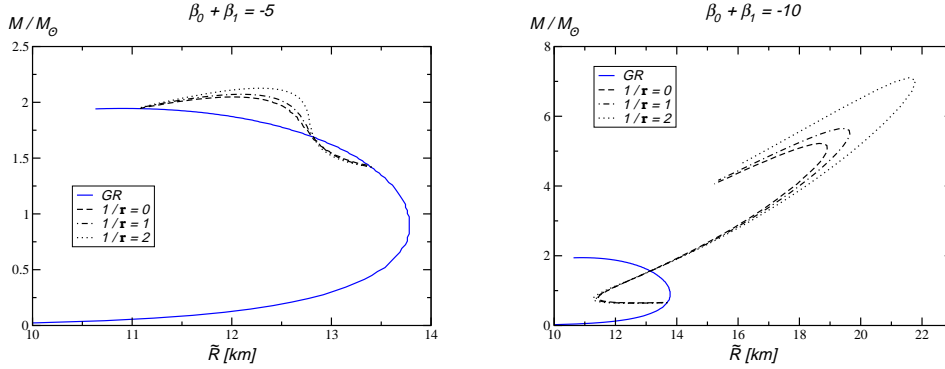 β₀ + β₁ = -5
M / M⊙
2.5
2
1.5
1
0.5
0
GR
1 / r = 0
1 / r = 1
1 / r = 2
10 11 12 13 14
R̃ [km]
β₀ + β₁ = -10
M / M⊙
8
6
4
2
0
GR
1 / r = 0
1 / r = 1
1 / r = 2
10 12 14 16 18 20 22
R̃ [km]